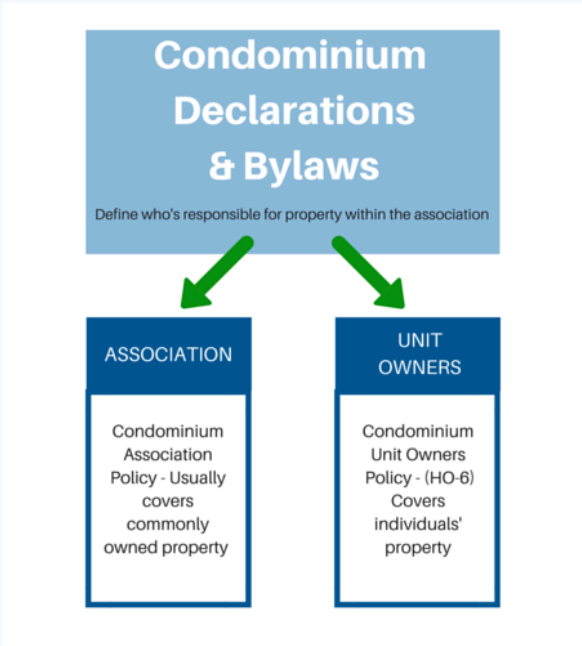 Condominium
Declarations
& Bylaws
Define who's responsible for property within the association
ASSOCIATION
Condominium
Association
Policy - Usually
covers
commonly
owned property
UNIT
OWNERS
Condominium
Unit Owners
Policy - (HO-6)
Covers
individuals'
property